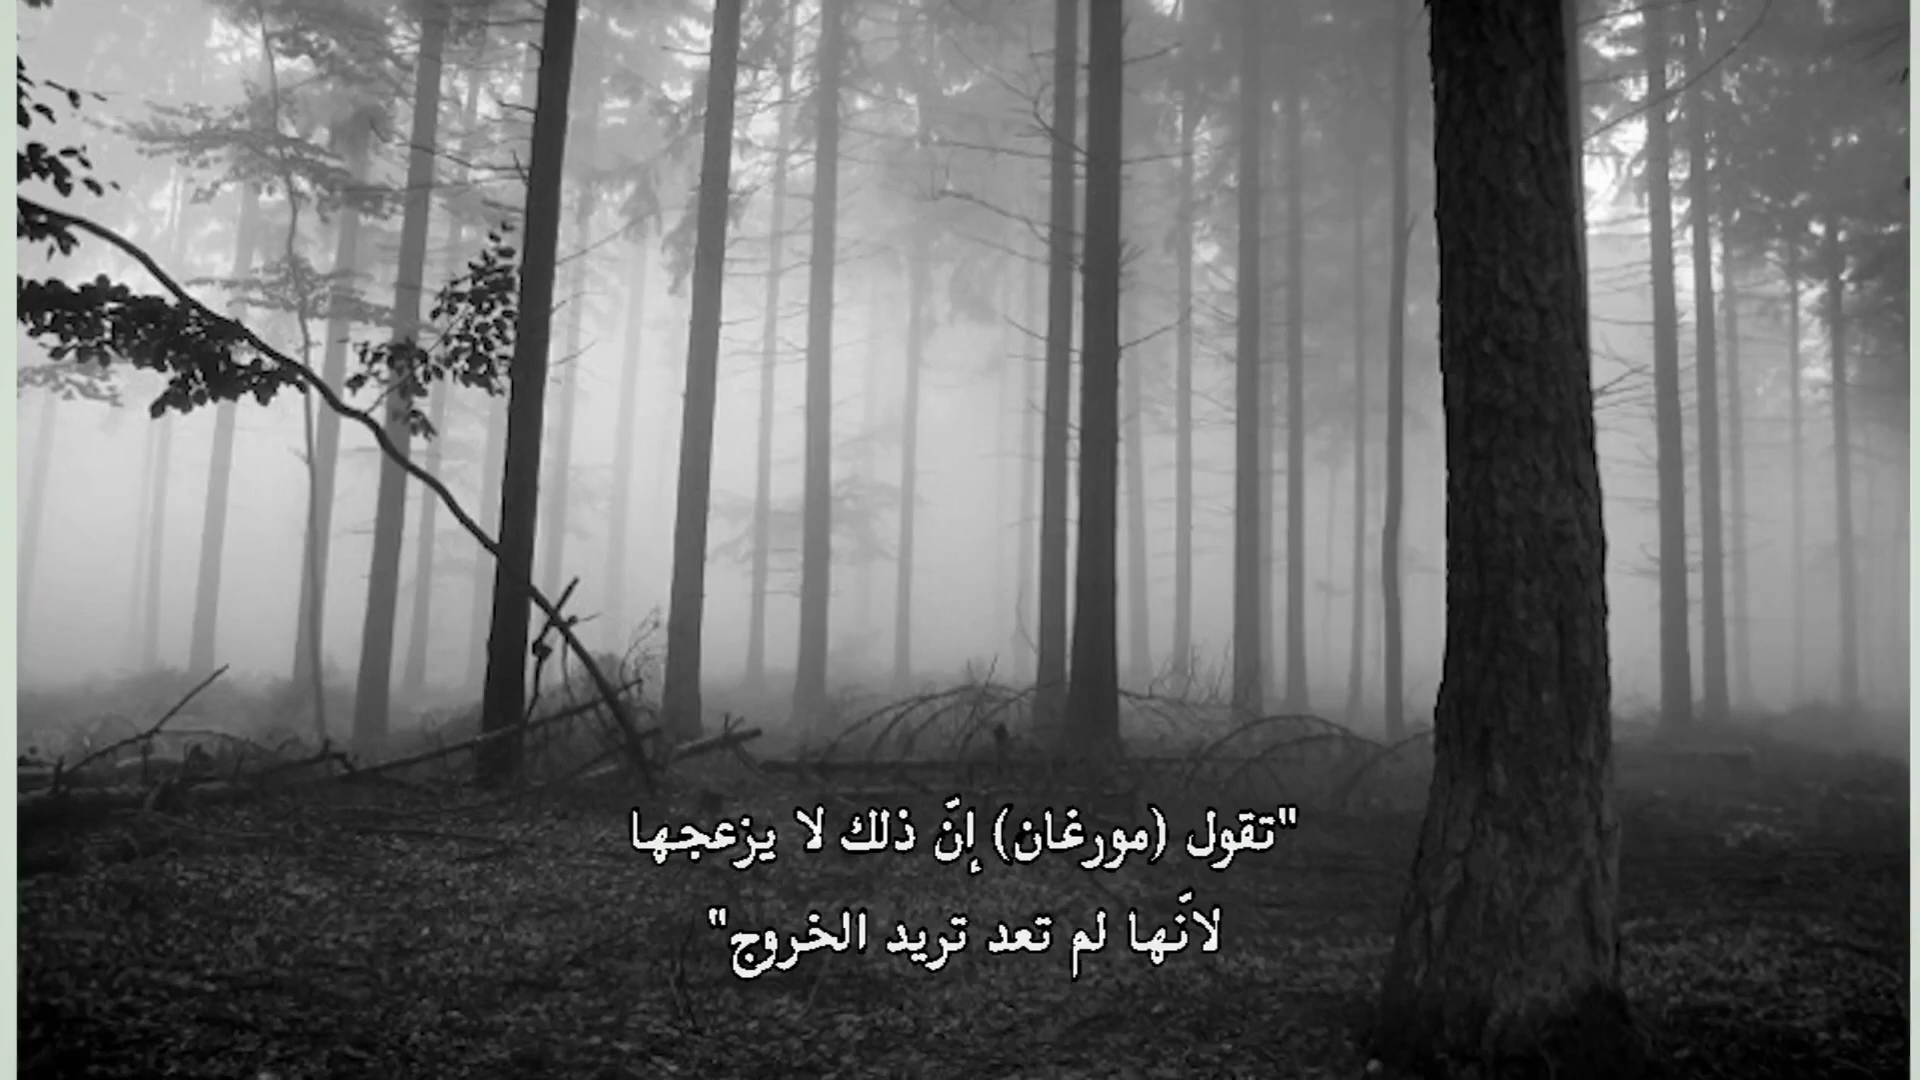 "تقول (مورغان) إنّ ذلك لا يزعجها
لأنّها لم تعد تريد الخروج"